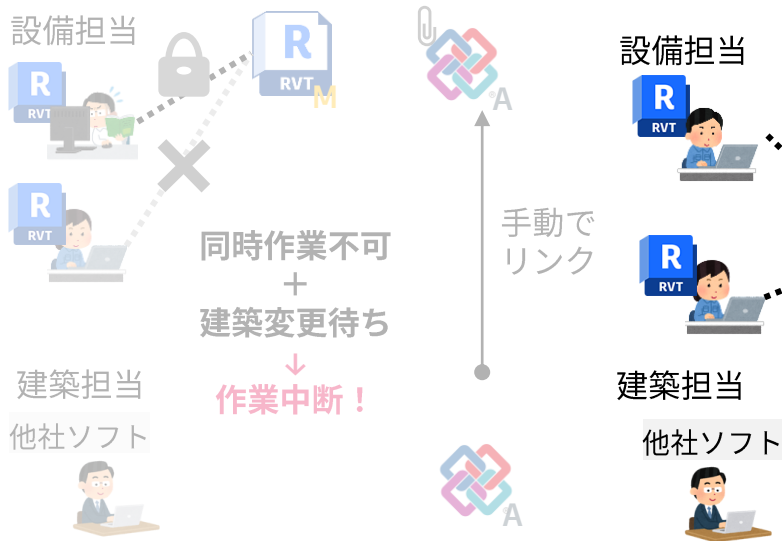 設備担当
R
RVT
R
RVT
M
A
設備担当
R
RVT
R
RVT
手動で
リンク
同時作業不可
+
建築変更待ち
↓
作業中断！
R
RVT
建築担当
他社ソフト
A
建築担当
他社ソフト